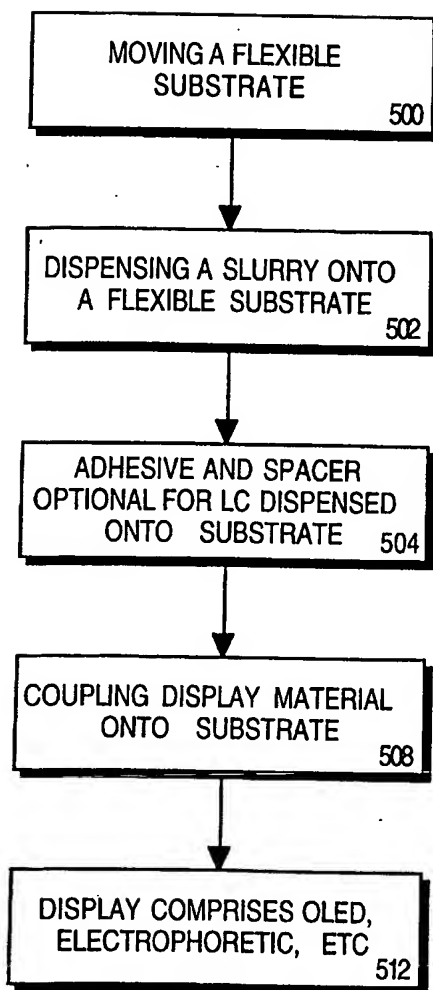 MOVING A FLEXIBLE
SUBSTRATE
500
DISPENSING A SLURRY ONTO
A FLEXIBLE SUBSTRATE
502
ADHESIVE AND SPACER
OPTIONAL FOR LC DISPENSED
ONTO SUBSTRATE
504
COUPLING DISPLAY MATERIAL
ONTO SUBSTRATE
508
DISPLAY COMPRISES OLED,
ELECTROPHORETIC, ETC
512